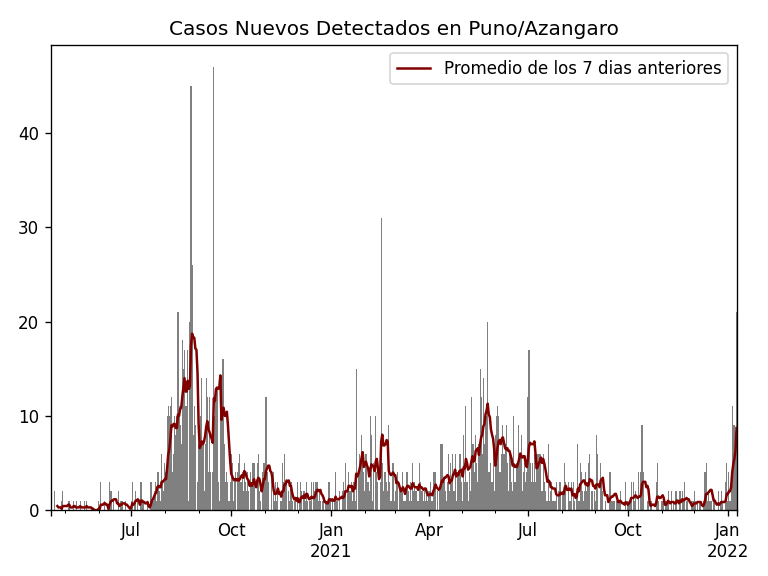 Casos Nuevos Detectados en Puno/Azangaro
Promedio de los 7 dias anteriores
40
30
20
10
0
Jul
Oct
Jan
2021
Apr
Jul
Oct
Jan
2022